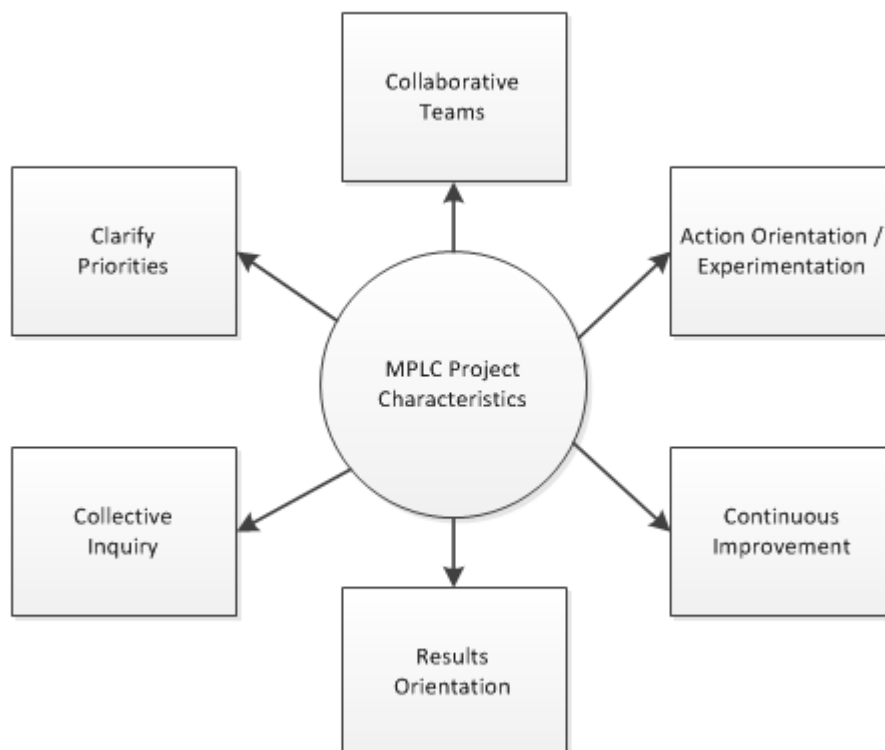 Collaborative
Teams
Clarify
Priorities
Action Orientation /
Experimentation
MPLC Project
Characteristics
Collective
Inquiry
Continuous
Improvement
Results
Orientation